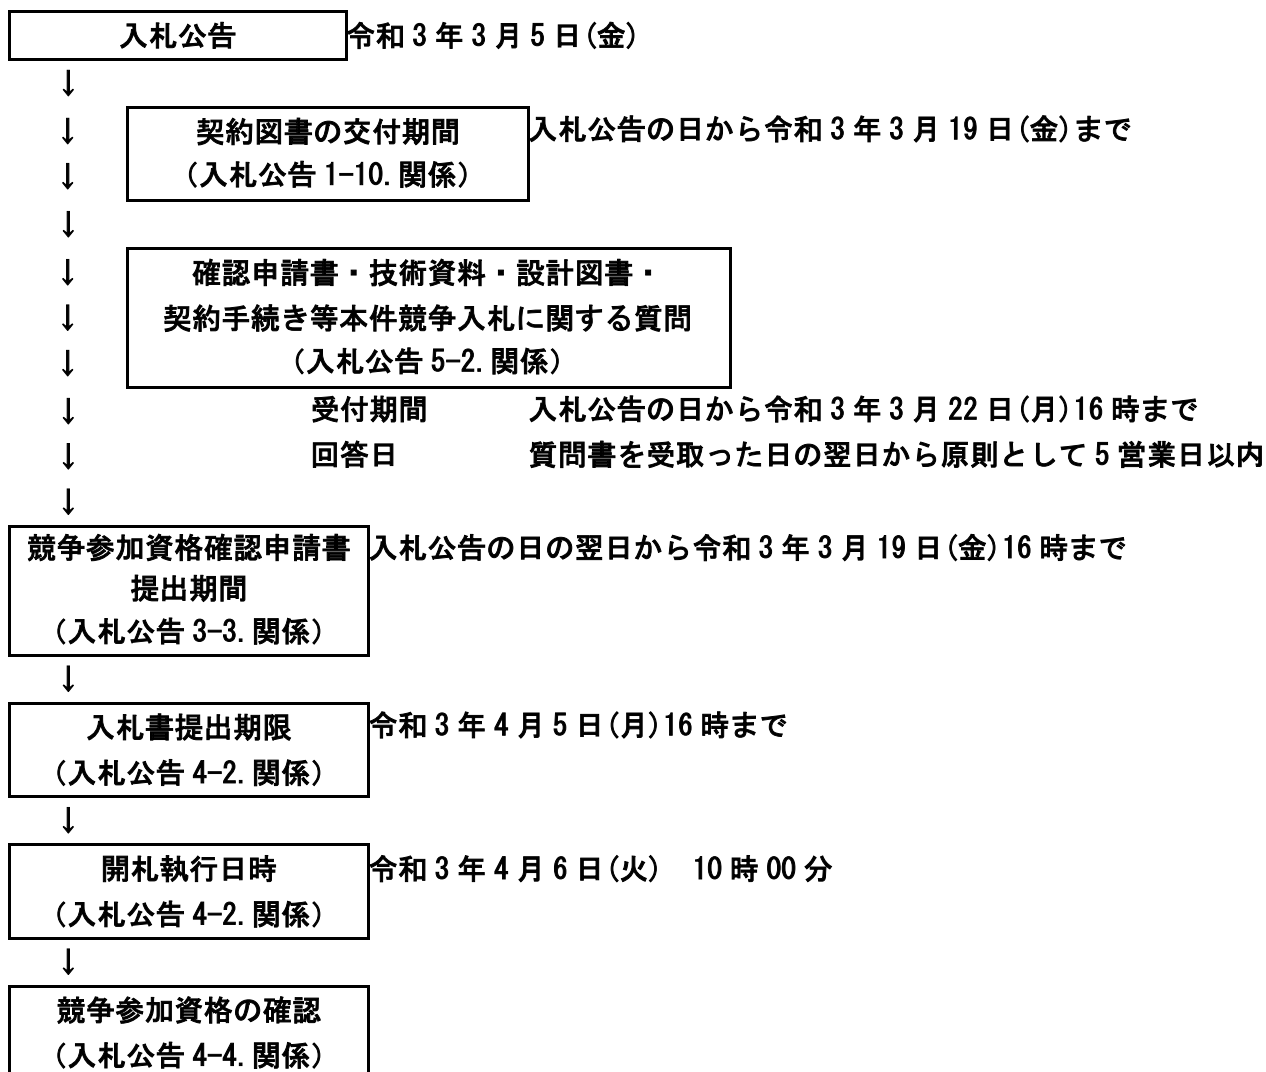 入札公告 令和3年3月5日(金)
↓
↓
契約図書の交付期間 入札公告の日から令和3年3月19日(金)まで
↓
(入札公告1-10.関係)
↓
↓
確認申請書・技術資料・設計図書・
↓
契約手続き等本件競争入札に関する質問
↓
(入札公告5-2.関係)
↓
受付期間 入札公告の日から令和3年3月22日(月)16時まで
↓
回答日 質問書を受取った日の翌日から原則として5営業日以内
↓
競争参加資格確認申請書 入札公告の日の翌日から令和3年3月19日(金)16時まで
提出期間
(入札公告3-3.関係)
↓
入札書提出期限 令和3年4月5日(月)16時まで
(入札公告4-2.関係)
↓
開札執行日時 令和3年4月6日(火) 10時00分
(入札公告4-2.関係)
↓
競争参加資格の確認
(入札公告4-4.関係)